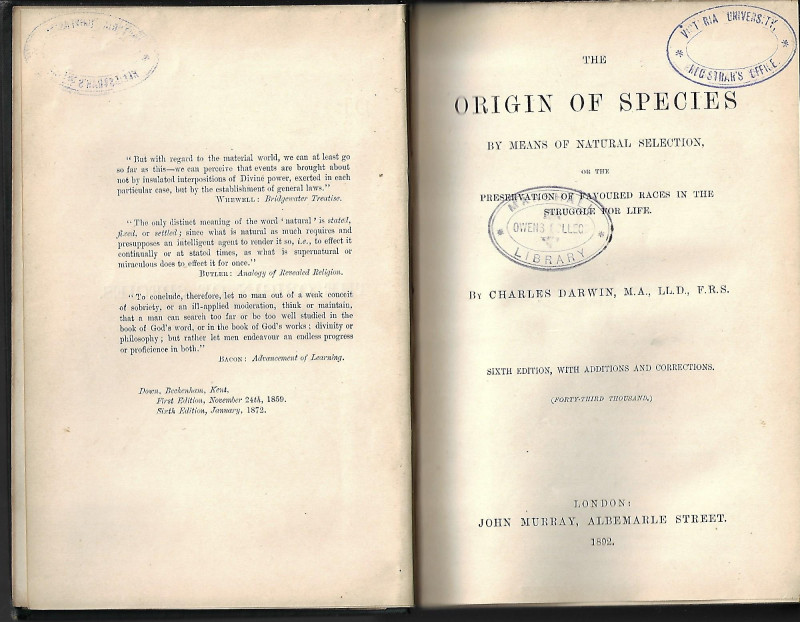 "But with regard to the material world, we can at least go
so far as this—we can perceive that events are brought about
not by insulated interpositions of Divine power, exerted in each
particular case, but by the establishment of general laws."
WHEWELL: Bridgewater Treatise.
"The only distinct meaning of the word 'natural' is stated,
fixed, or settled; since what is natural as much requires and
presupposes an intelligent agent to render it so, i.e., to effect it
continually or at stated times, as what is supernatural or
miraculous does to effect it for once."
BUTLER: Analogy of Revealed Religion.
"To conclude, therefore, let no man out of a weak conceit
of sobriety, or an ill-applied moderation, think or maintain,
that a man can search too far or be too well studied in the
book of God's word, or in the book of God's works; divinity or
philosophy; but rather let men endeavour an endless progress
or proficience in both."
BACON: Advancement of Learning.
Down, Beckenham, Kent.
First Edition, November 24th, 1859.
Sixth Edition, January, 1872.
VICTORIA UNIVERSITY,
REGISTRAR'S OFFICE.
THE
ORIGIN OF SPECIES
BY MEANS OF NATURAL SELECTION,
OR THE
PRESERVATION OF FAVOURED RACES IN THE
STRUGGLE FOR LIFE.
OWENS COLLEGE
LIBRARY
BY CHARLES DARWIN, M.A., LL.D., F.R.S.
SIXTH EDITION, WITH ADDITIONS AND CORRECTIONS.
(FORTY-THIRD THOUSAND.)
LONDON:
JOHN MURRAY, ALBEMARLE STREET.
1892.